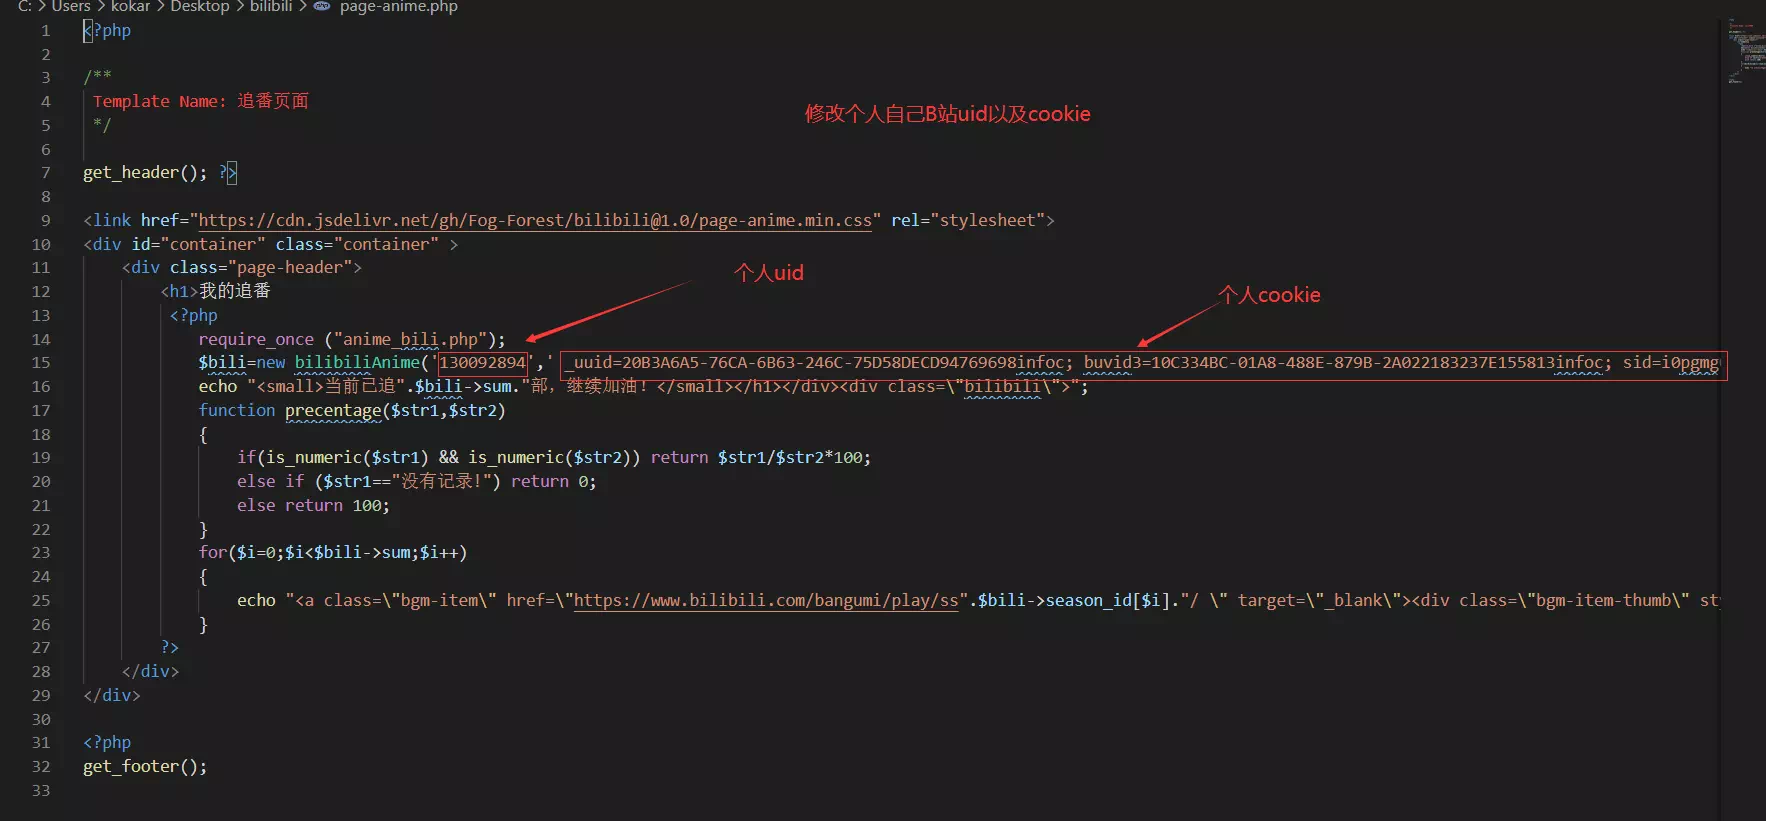 C: > Users > kokar > Desktop > bilibili > page-anime.php
1 <?php
2
3 /**
4 Template Name: 追番页面
5 */
修改个人自己B站uid以及cookie
6
7 get_header(); ?>
8
9 <link href="https://cdn.jsdelivr.net/gh/Fog-Forest/bilibili@1.0/page-anime.min.css" rel="stylesheet">
10 <div id="container" class="container" >
11 <div class="page-header">
个人uid
12 <h1>我的追番
个人cookie
13 <?php
14 require_once ("anime_bili.php");
15 $bili=new bilibiliAnime('130092894',' _uuid=20B3A6A5-76CA-6B63-246C-75D58DECD94769698infoc; buvid3=10C334BC-01A8-488E-879B-2A022183237E155813infoc; sid=i0pgmg
16 echo "<small>当前已追".$bili->sum."部，继续加油！</small></h1></div><div class=\"bilibili\">";
17 function precentage($str1,$str2)
18 {
19 if(is_numeric($str1) && is_numeric($str2)) return $str1/$str2*100;
20 else if ($str1=="没有记录!") return 0;
21 else return 100;
22 }
23 for($i=0;$i<$bili->sum;$i++)
24 {
25 echo "<a class=\"bgm-item\" href=\"https://www.bilibili.com/bangumi/play/ss".$bili->season_id[$i]."/ \" target=\"_blank\"><div class=\"bgm-item-thumb\" st
26 }
27 ?>
28 </div>
29 </div>
30
31 <?php
32 get_footer();
33